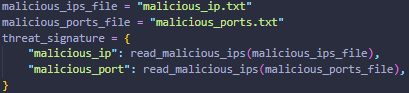 malicious_ips_file = "malicious_ip.txt"
malicious_ports_file = "malicious_ports.txt"
threat_signature = {
    "malicious_ip": read_malicious_ips(malicious_ips_file),
    "malicious_port": read_malicious_ips(malicious_ports_file),
}